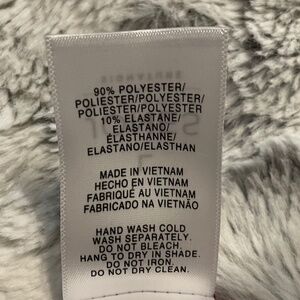 90% POLYESTER/
POLIESTER/POLYESTER/
POLIESTER/POLYESTER
10% ELASTANE/
ELASTANO/
ÉLASTHANNE/
ELASTANO/ELASTHAN
MADE IN VIETNAM
HECHO EN VIETNAM
FABRIQUÉ AU VIETNAM
FABRICADO NA VIETNÃO
HAND WASH COLD
WASH SEPARATELY.
DO NOT BLEACH.
HANG TO DRY IN SHADE.
DO NOT IRON.
DO NOT DRY CLEAN.